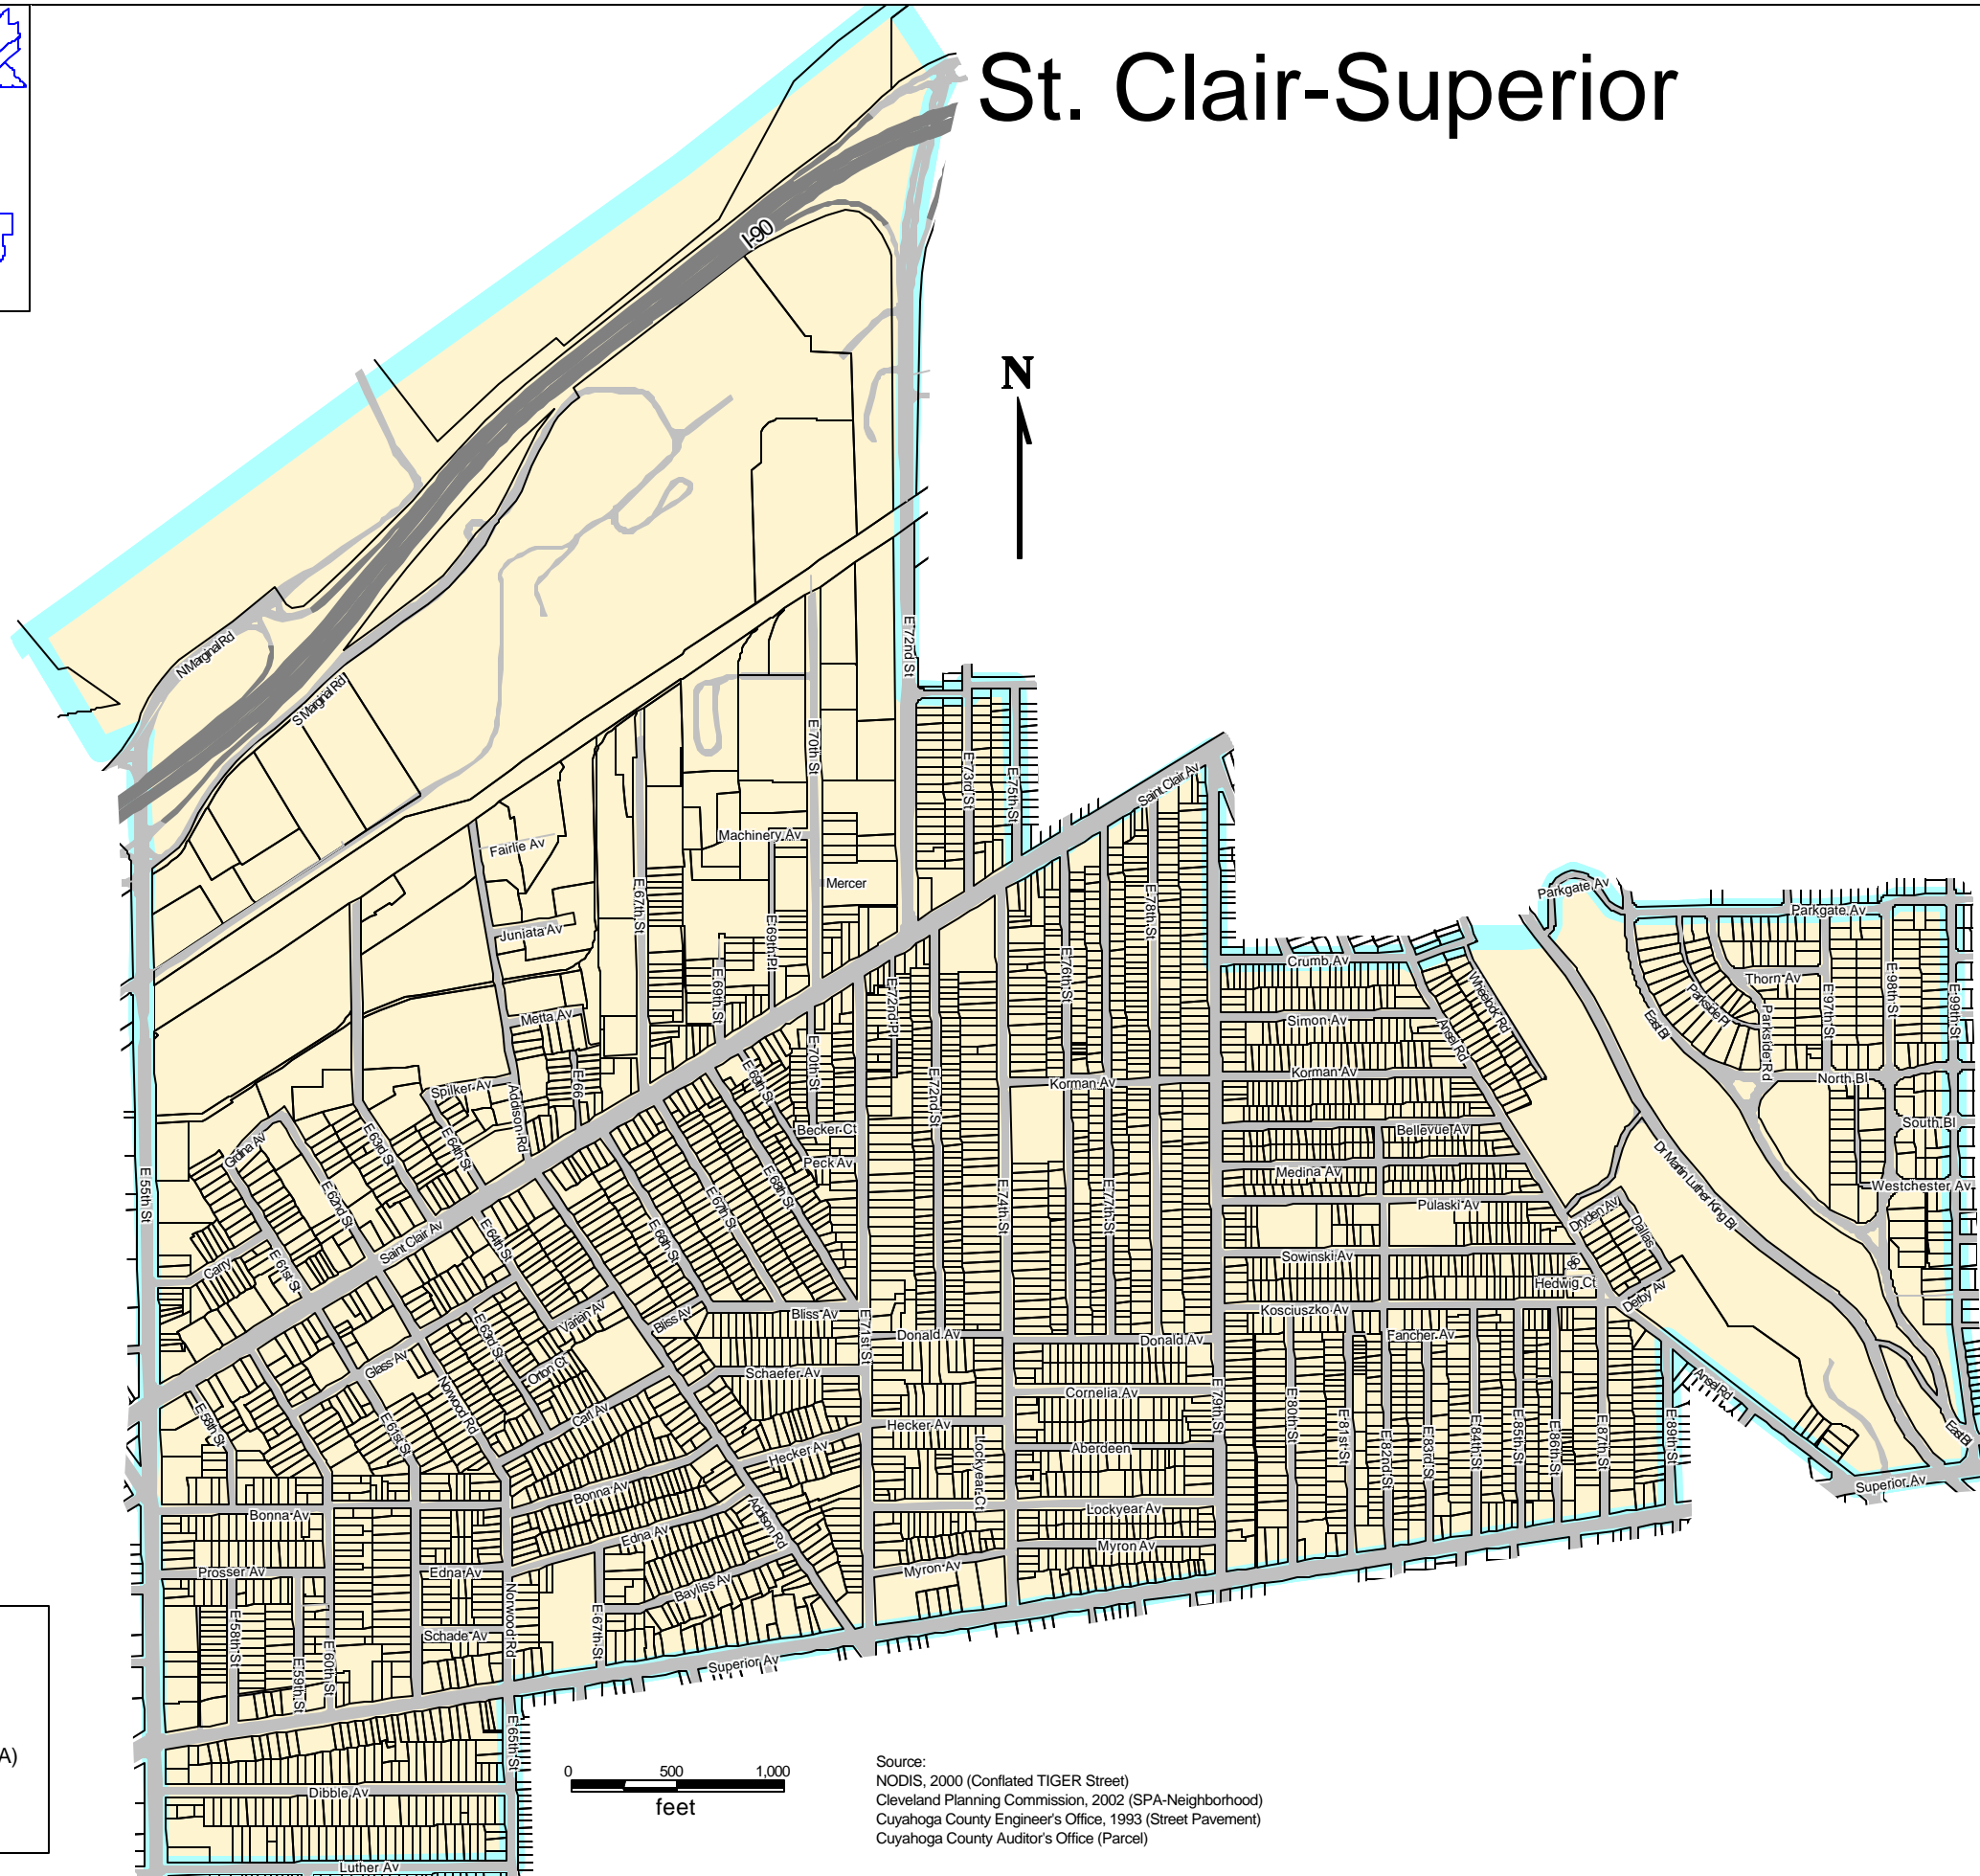 St. Clair-Superior
I-90
N
N Marginal Rd
S Marginal Rd
E 72nd St
E 70th St
E 73rd St
E 75th St
Saint Clair Av
Machinery Av
Fairlie Av
Mercer
E 67th St
E 69th Pl
E 78th St
Parkgate Av
Parkgate Av
Juniata Av
E 69th St
E 76th St
Crumb Av
Wheelock Rd
Thorn Av
E 98th St
E 97th St
E 99th St
Parkside Pl
Parkside Rd
East Bl
Metta Av
E 72nd Pl
Simon Av
Ansel Rd
E 70th St
E 69th St
Spilker Av
E 66
Addison Rd
Korman Av
Korman Av
North Bl
E 72nd St
Becker Ct
Bellevue Av
South Bl
Grdina Av
E 63rd St
E 64th St
Peck Av
Medina Av
Dr Martin Luther King Bl
Westchester Av
E 55th St
E 62nd St
E 68th St
E 67th St
E 74th St
E 77th St
Pulaski Av
Dryden Av
Dallas
Saint Clair Av
E 64th St
E 66th St
Sowinski Av
Carry
E 61st St
86
Hedwig Ct
Derby Av
Varian Av
Bliss Av
Bliss Av
Kosciuszko Av
E 63rd St
E 71st St
Donald Av
Donald Av
Fancher Av
Glass Av
Orton Ct
Schaefer Av
Cornelia Av
Ansel Rd
E 58th St
E 61st St
Norwood Rd
Carl Av
Hecker Av
Hecker Av
Aberdeen
E 79th St
E 80th St
E 81st St
E 82nd St
E 83rd St
E 84th St
E 85th St
E 86th St
E 87th St
E 89th St
East Bl
Lockyear Ct
Superior Av
Bonna Av
Bonna Av
Addison Rd
Lockyear Av
Edna Av
Myron Av
Myron Av
Prosser Av
Edna Av
Bayliss Av
Norwood Rd
E 58th St
E 59th St
E 60th St
Schade Av
E 67th St
Superior Av
E 65th St
A)
Dibble Av
Luther Av
0 500 1,000
feet
Source:
NODIS, 2000 (Conflated TIGER Street)
Cleveland Planning Commission, 2002 (SPA-Neighborhood)
Cuyahoga County Engineer's Office, 1993 (Street Pavement)
Cuyahoga County Auditor's Office (Parcel)